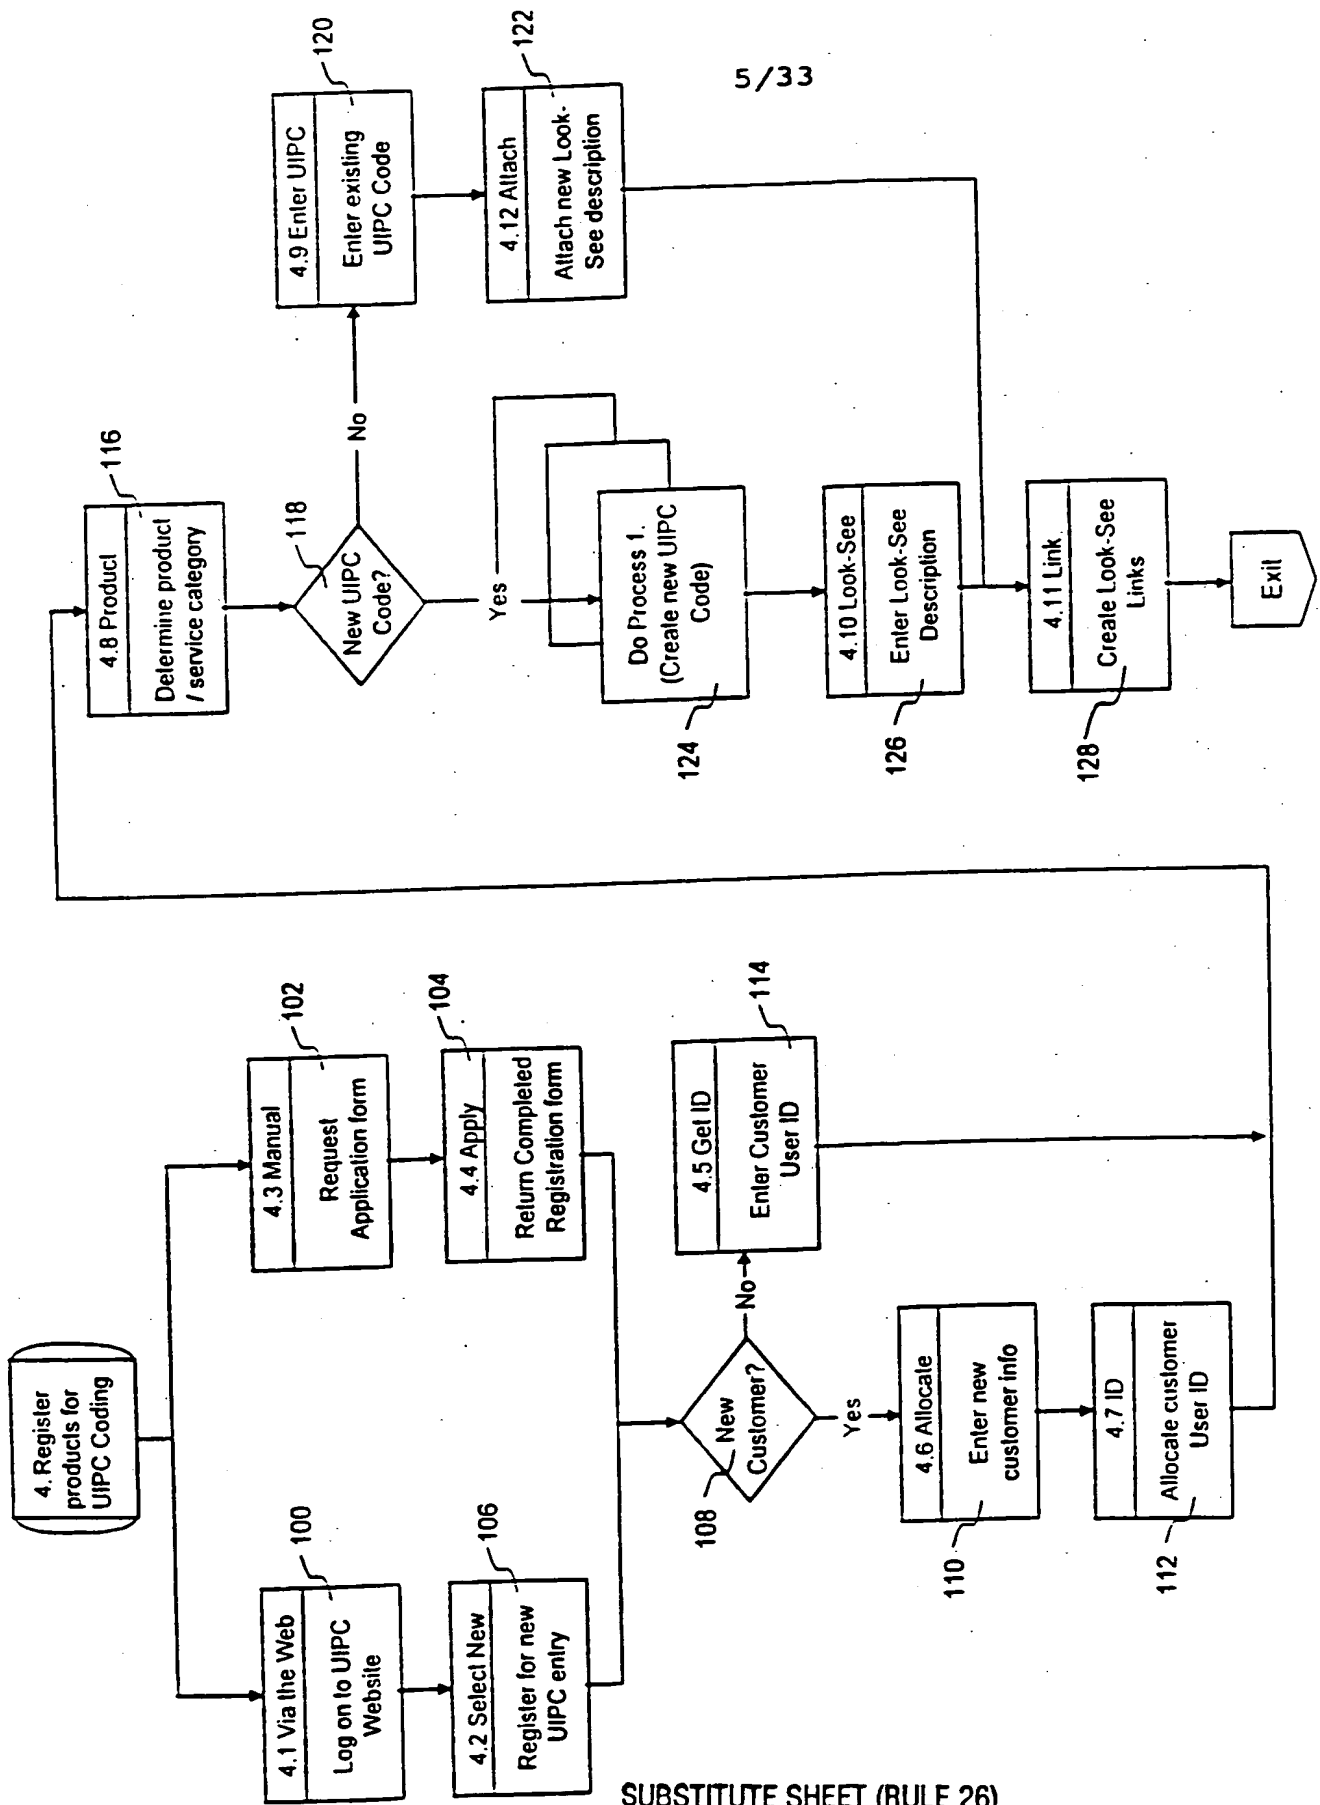 5/33
4. Register
products for
UIPC Coding
4.1 Via the Web
Log on to UIPC
Website
100
4.2 Select New
Register for new
UIPC entry
106
4.3 Manual
Request
Application form
102
4.4 Apply
Return Completed
Registration form
104
New
Customer?
108
No
4.5 Get ID
Enter Customer
User ID
114
Yes
4.6 Allocate
Enter new
customer info
110
4.7 ID
Allocate customer
User ID
112
4.8 Product
Determine product
/ service category
116
New UIPC
Code?
118
No
4.9 Enter UIPC
Enter existing
UIPC Code
120
4.12 Attach
Attach new Look-
See description
122
Yes
Do Process 1.
(Create new UIPC
Code)
124
4.10 Look-See
Enter Look-See
Description
126
4.11 Link
Create Look-See
Links
128
Exit
SUBSTITUTE SHEET (RULE 26)